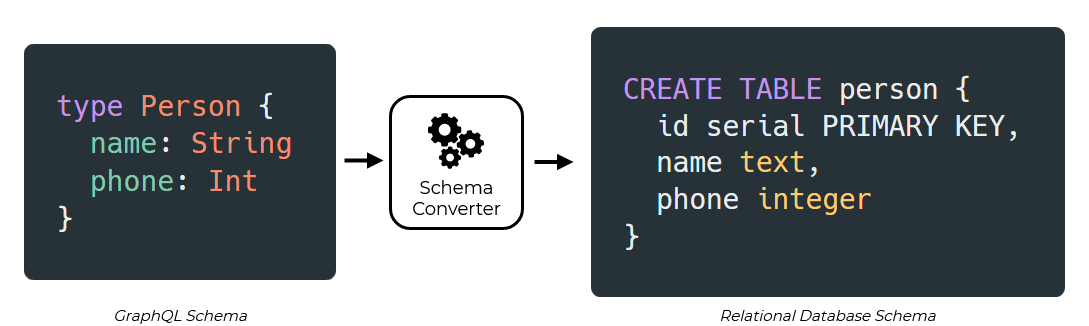 type Person {
  name: String
  phone: Int
}
GraphQL Schema
Schema
Converter
CREATE TABLE person {
  id serial PRIMARY KEY,
  name text,
  phone integer
}
Relational Database Schema